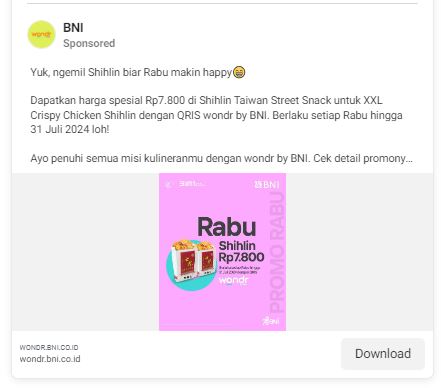 wondr
BNI
Sponsored
Yuk, ngemil Shihlin biar Rabu makin happy😄
Dapatkan harga spesial Rp7.800 di Shihlin Taiwan Street Snack untuk XXL
Crispy Chicken Shihlin dengan QRIS wondr by BNI. Berlaku setiap Rabu hingga
31 Juli 2024 loh!
Ayo penuhi semua misi kulineranmu dengan wondr by BNI. Cek detail promony...
BNI
Rabu
Shihlin
Rp7.800
wondr
PROMO RABU
BNI
WONDR.BNI.CO.ID
wondr.bni.co.id
Download